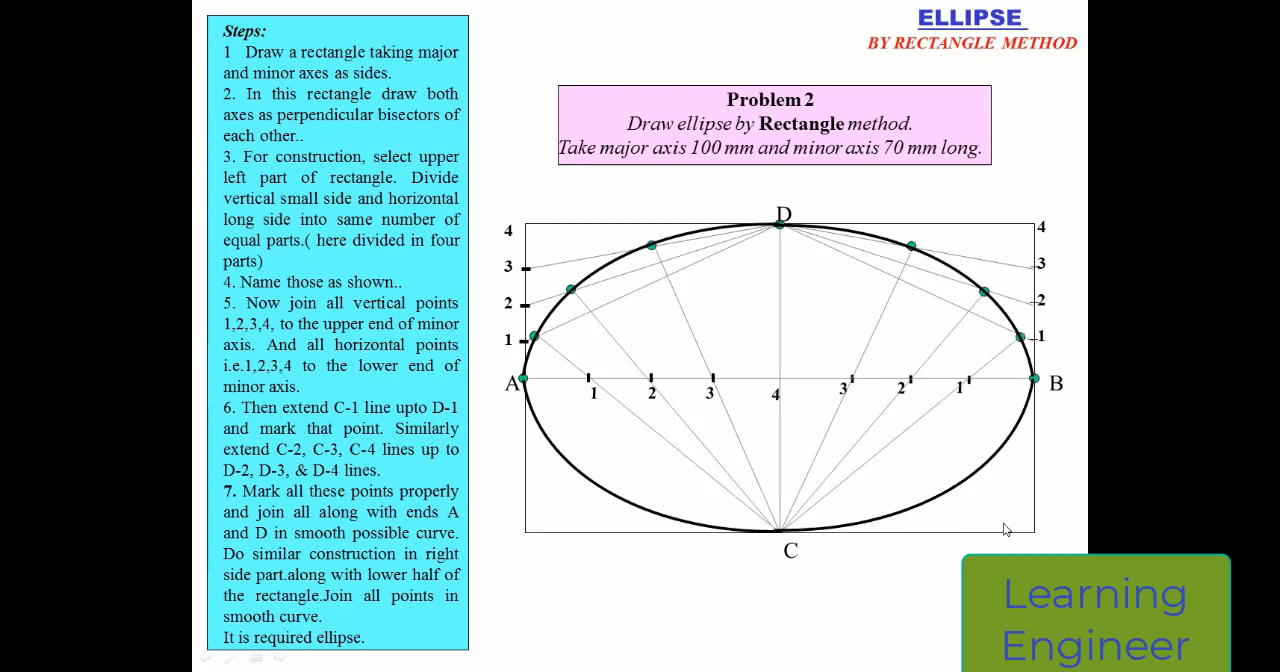 Steps:
1 Draw a rectangle taking major
and minor axes as sides.
2. In this rectangle draw both
axes as perpendicular bisectors of
each other..
3. For construction, select upper
left part of rectangle. Divide
vertical small side and horizontal
long side into same number of
equal parts.( here divided in four
parts)
4. Name those as shown..
5. Now join all vertical points
1,2,3,4, to the upper end of minor
axis. And all horizontal points
i.e.1,2,3,4 to the lower end of
minor axis.
6. Then extend C-1 line upto D-1
and mark that point. Similarly
extend C-2, C-3, C-4 lines up to
D-2, D-3, & D-4 lines.
7. Mark all these points properly
and join all along with ends A
and D in smooth possible curve.
Do similar construction in right
side part.along with lower half of
the rectangle.Join all points in
smooth curve.
It is required ellipse.
ELLIPSE
BY RECTANGLE METHOD
Problem 2
Draw ellipse by Rectangle method.
Take major axis 100 mm and minor axis 70 mm long.
D
4 4
3 3
2 2
1 1
A B
1 2 3 4 3 2 1
C
Learning
Engineer